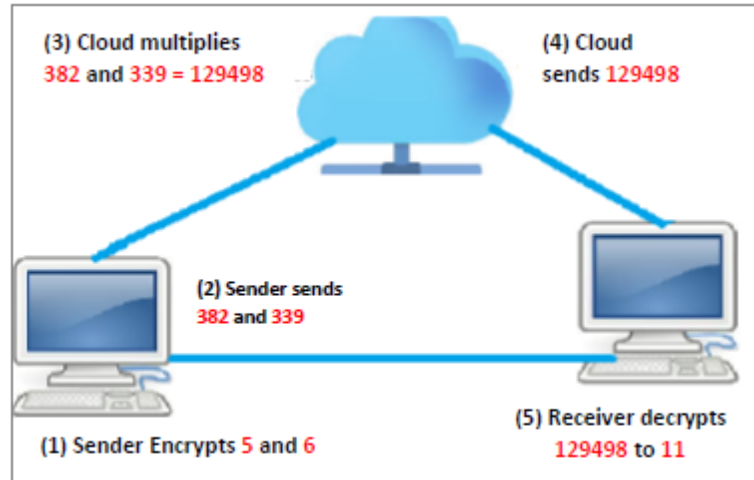 (3) Cloud multiplies
382 and 339 = 129498
(4) Cloud
sends 129498
(2) Sender sends
382 and 339
(1) Sender Encrypts 5 and 6
(5) Receiver decrypts
129498 to 11